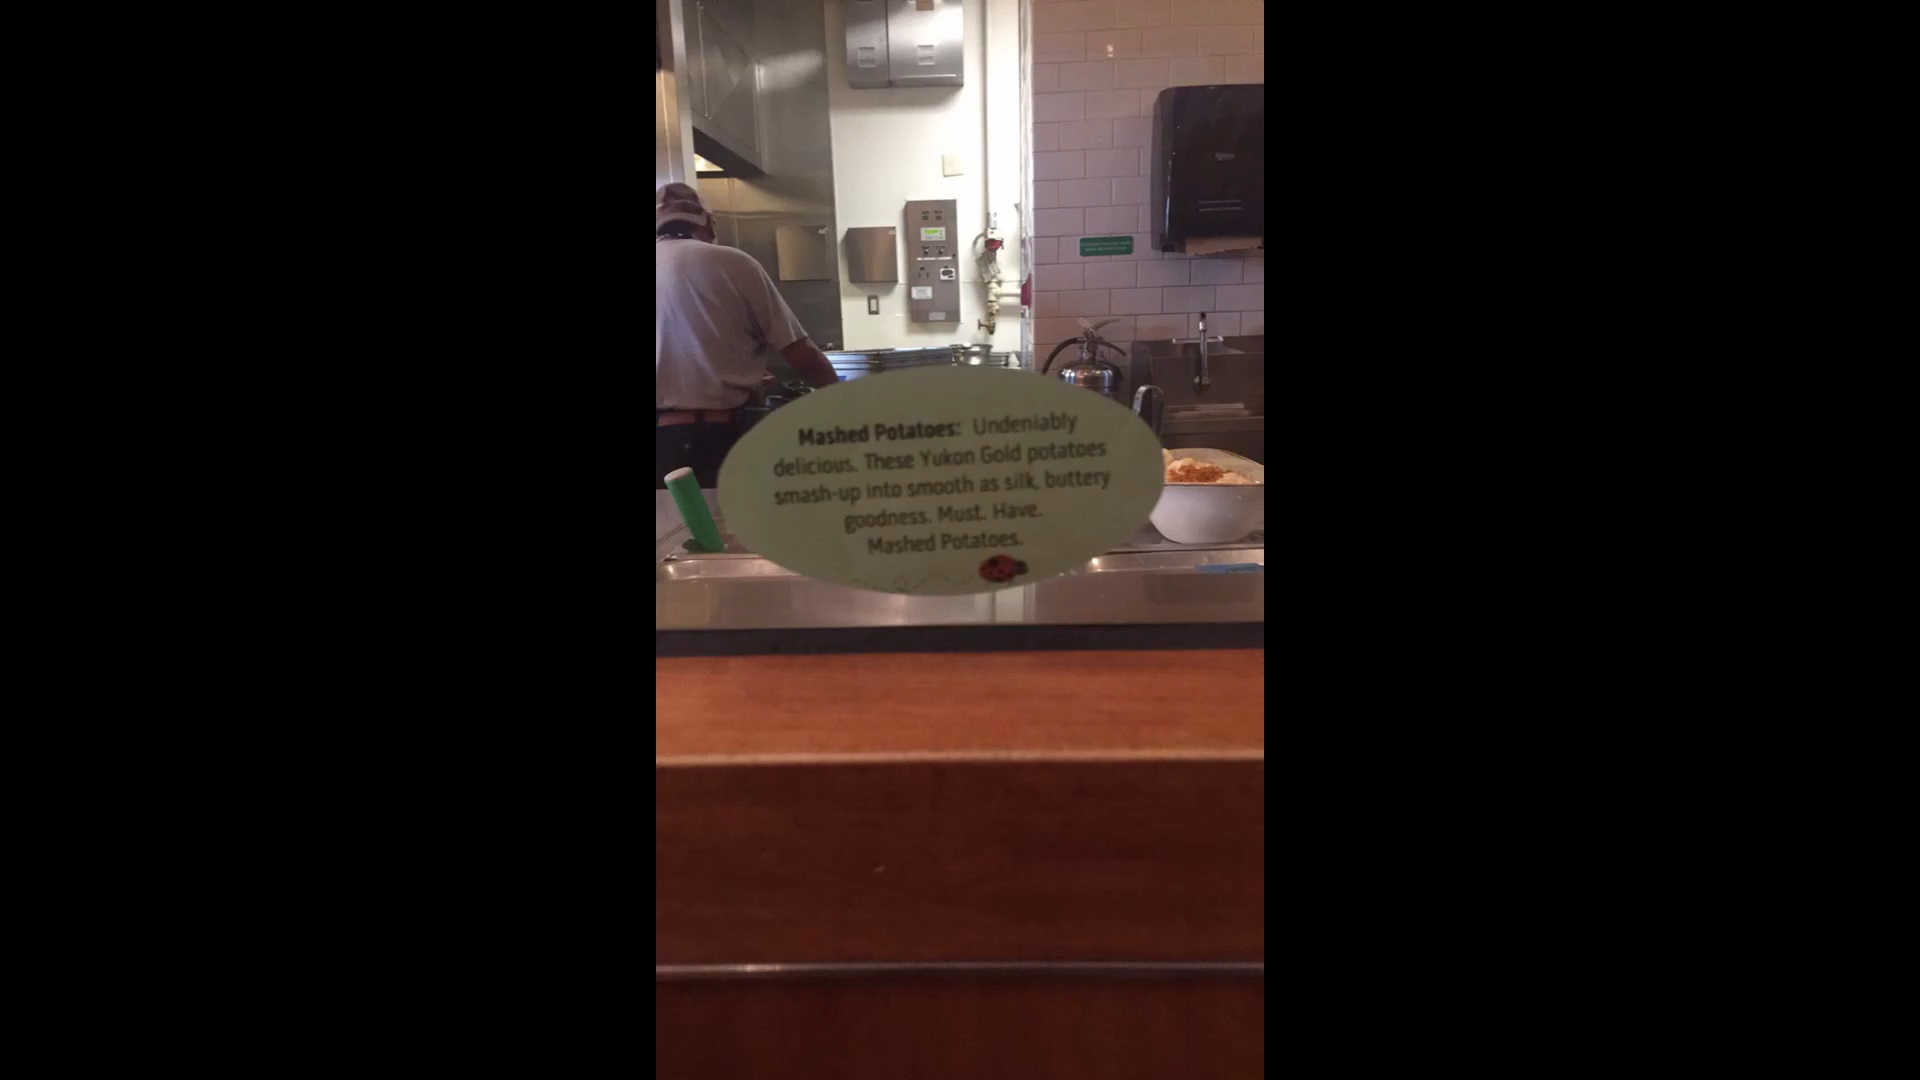 Mashed Potatoes: Undeniably
delicious. These Yukon Gold potatoes
smash-up into smooth as silk, buttery
goodness. Must. Have.
Mashed Potatoes.